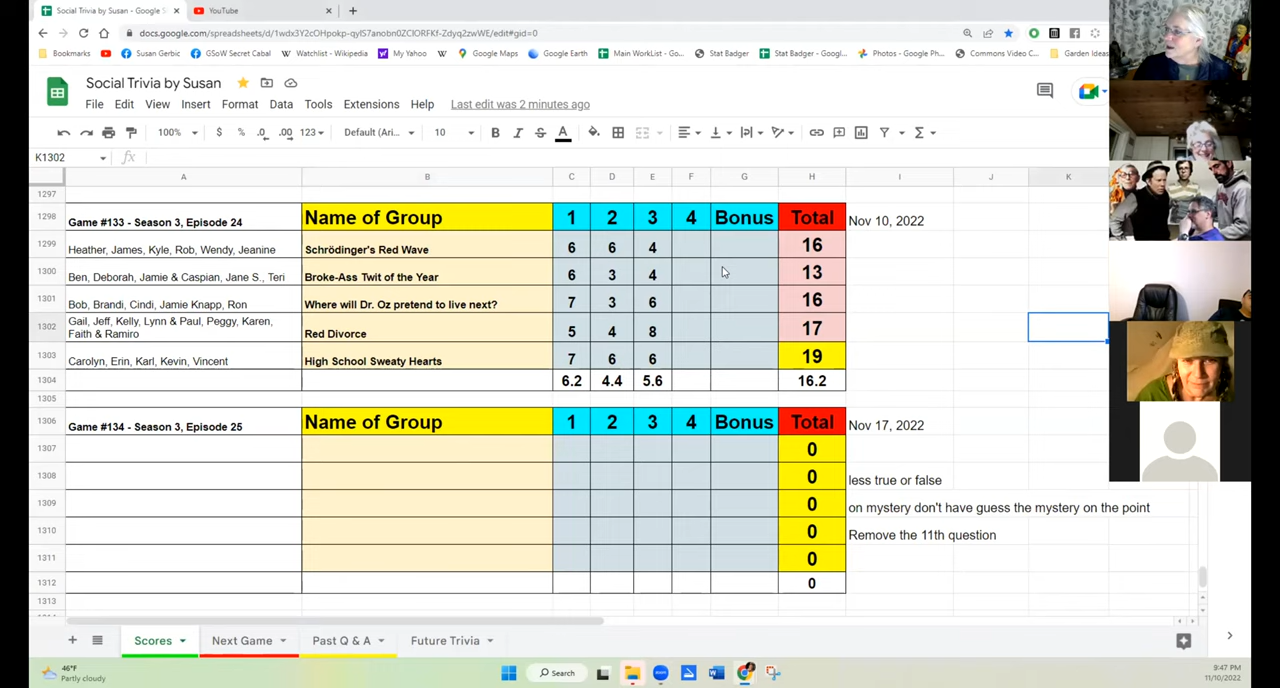 Social Trivia by Susan - Google S
YouTube
docs.google.com/spreadsheets/d/1wdx3Y2cOHpokp-qylS7anobn0ZClORFKf-Zdyq2zwWE/edit#gid=0
Bookmarks Susan Gerbic GSoW Secret Cabal Watchlist - Wikipedia My Yahoo Google Maps Google Earth Main WorkList - Go... Stat Badger Stat Badger - Googl... Photos - Google Ph... Commons Video C... Garden Ideas
Social Trivia by Susan
File Edit View Insert Format Data Tools Extensions Help Last edit was 2 minutes ago
100% $ % .0 .00 123 Default (Ari... 10 B I S A
K1302 fx
A B C D E F G H I J K
1297
1298 Game #133 - Season 3, Episode 24 Name of Group 1 2 3 4 Bonus Total Nov 10, 2022
1299 Heather, James, Kyle, Rob, Wendy, Jeanine Schrödinger's Red Wave 6 6 4 16
1300 Ben, Deborah, Jamie & Caspian, Jane S., Teri Broke-Ass Twit of the Year 6 3 4 13
1301 Bob, Brandi, Cindi, Jamie Knapp, Ron Where will Dr. Oz pretend to live next? 7 3 6 16
1302 Gail, Jeff, Kelly, Lynn & Paul, Peggy, Karen,
Faith & Ramiro Red Divorce 5 4 8 17
1303 Carolyn, Erin, Karl, Kevin, Vincent High School Sweaty Hearts 7 6 6 19
1304 6.2 4.4 5.6 16.2
1305
1306 Game #134 - Season 3, Episode 25 Name of Group 1 2 3 4 Bonus Total Nov 17, 2022
1307 0
1308 0 less true or false
1309 0 on mystery don't have guess the mystery on the point
1310 0 Remove the 11th question
1311 0
1312 0
1313
Scores Next Game Past Q & A Future Trivia
46°F
Partly cloudy
Search
9:47 PM
11/10/2022